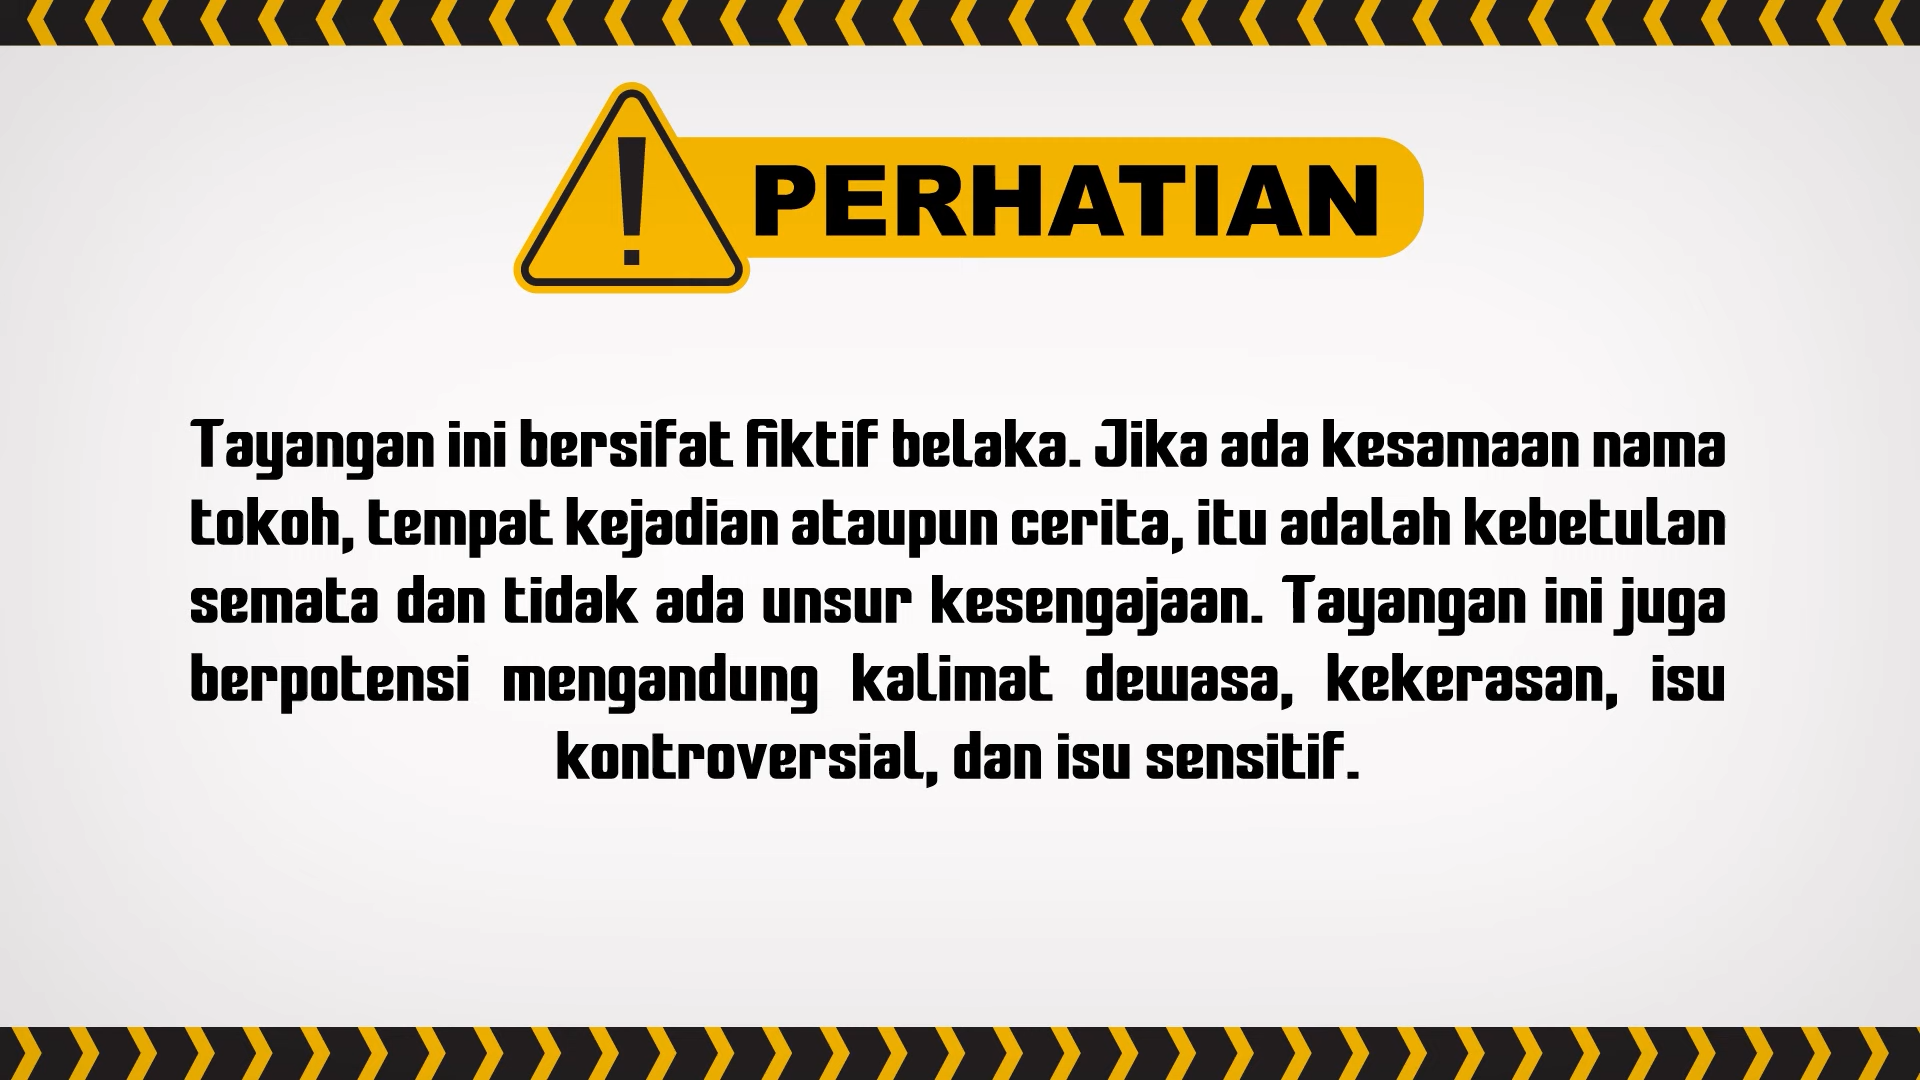 PERHATIAN
Tayangan ini bersifat fiktif belaka. Jika ada kesamaan nama
tokoh, tempat kejadian ataupun cerita, itu adalah kebetulan
semata dan tidak ada unsur kesengajaan. Tayangan ini juga
berpotensi mengandung kalimat dewasa, kekerasan, isu
kontroversial, dan isu sensitif.